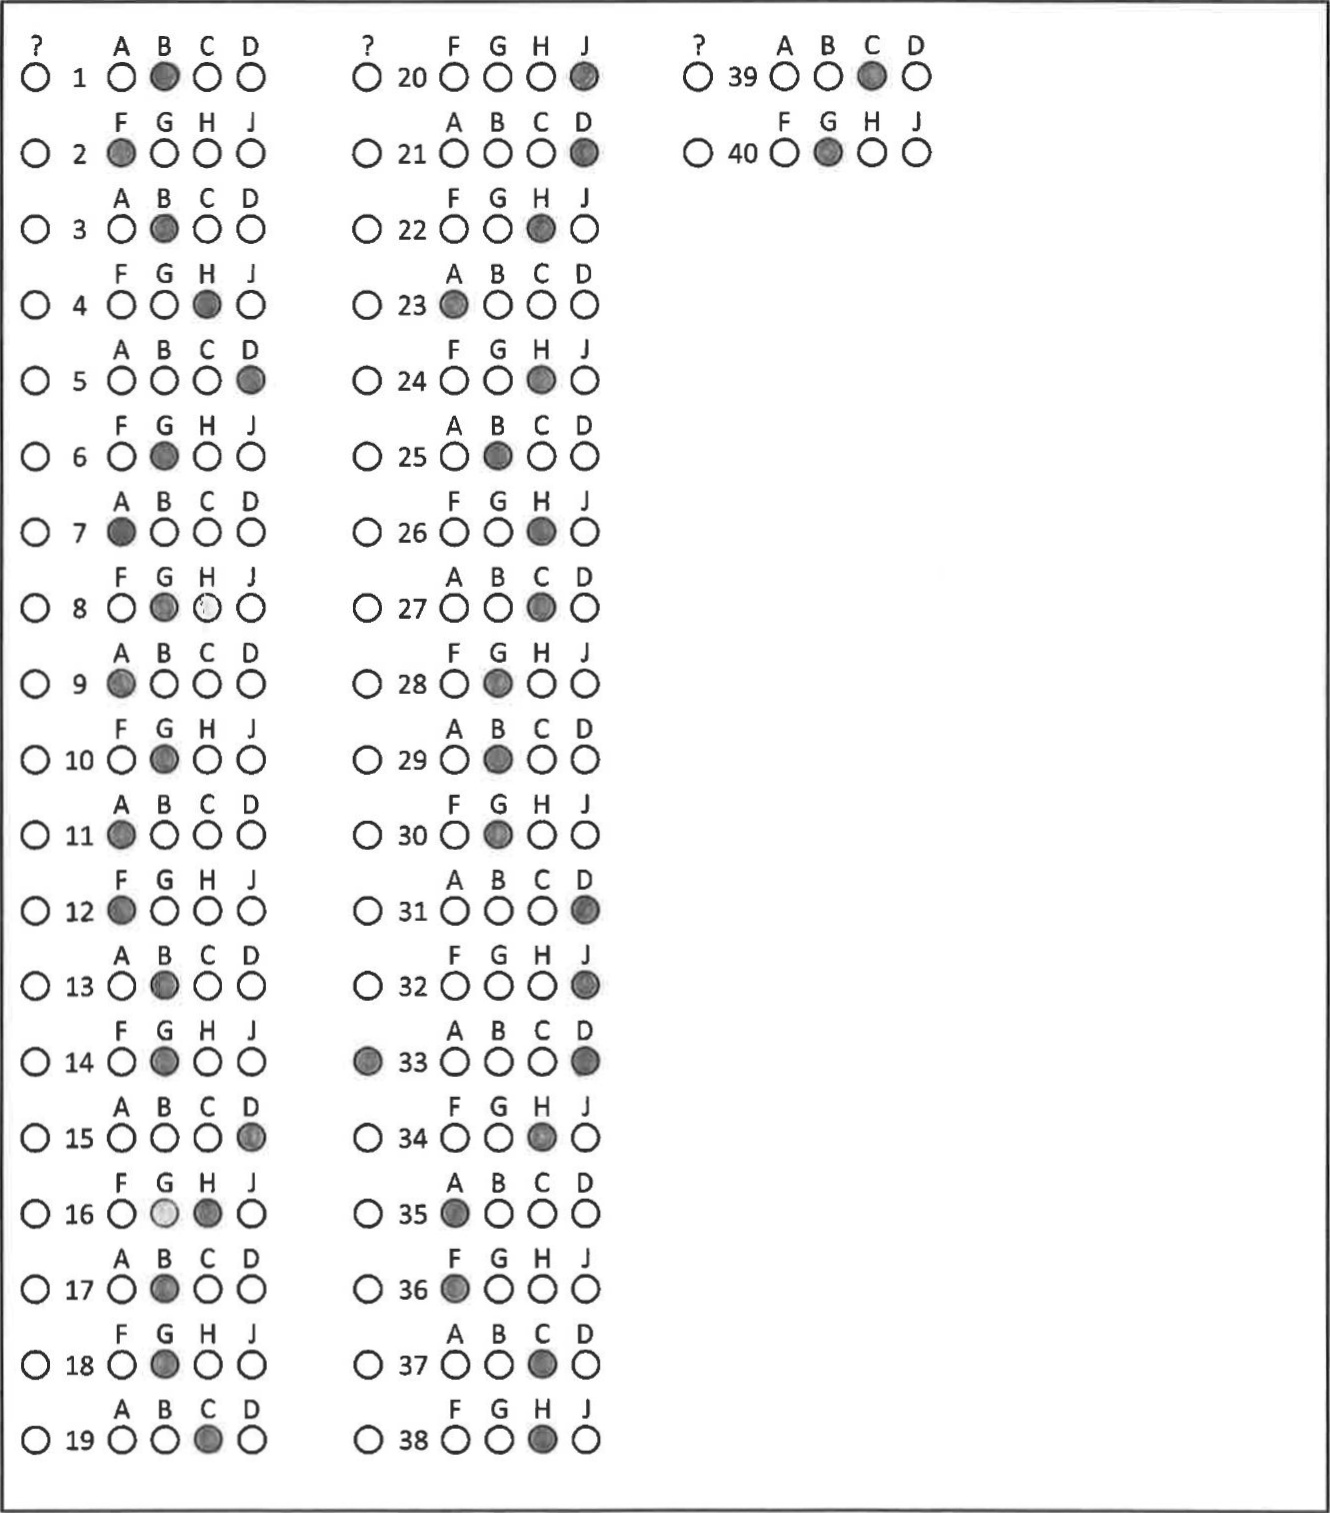 ? A B C D
1
F G H J
2
A B C D
3
F G H J
4
A B C D
5
F G H J
6
A B C D
7
F G H J
8
A B C D
9
F G H J
10
A B C D
11
F G H J
12
A B C D
13
F G H J
14
A B C D
15
F G H J
16
A B C D
17
F G H J
18
A B C D
19
? F G H J
20
A B C D
21
F G H J
22
A B C D
23
F G H J
24
A B C D
25
F G H J
26
A B C D
27
F G H J
28
A B C D
29
F G H J
30
A B C D
31
F G H J
32
A B C D
33
F G H J
34
A B C D
35
F G H J
36
A B C D
37
F G H J
38
? A B C D
39
F G H J
40